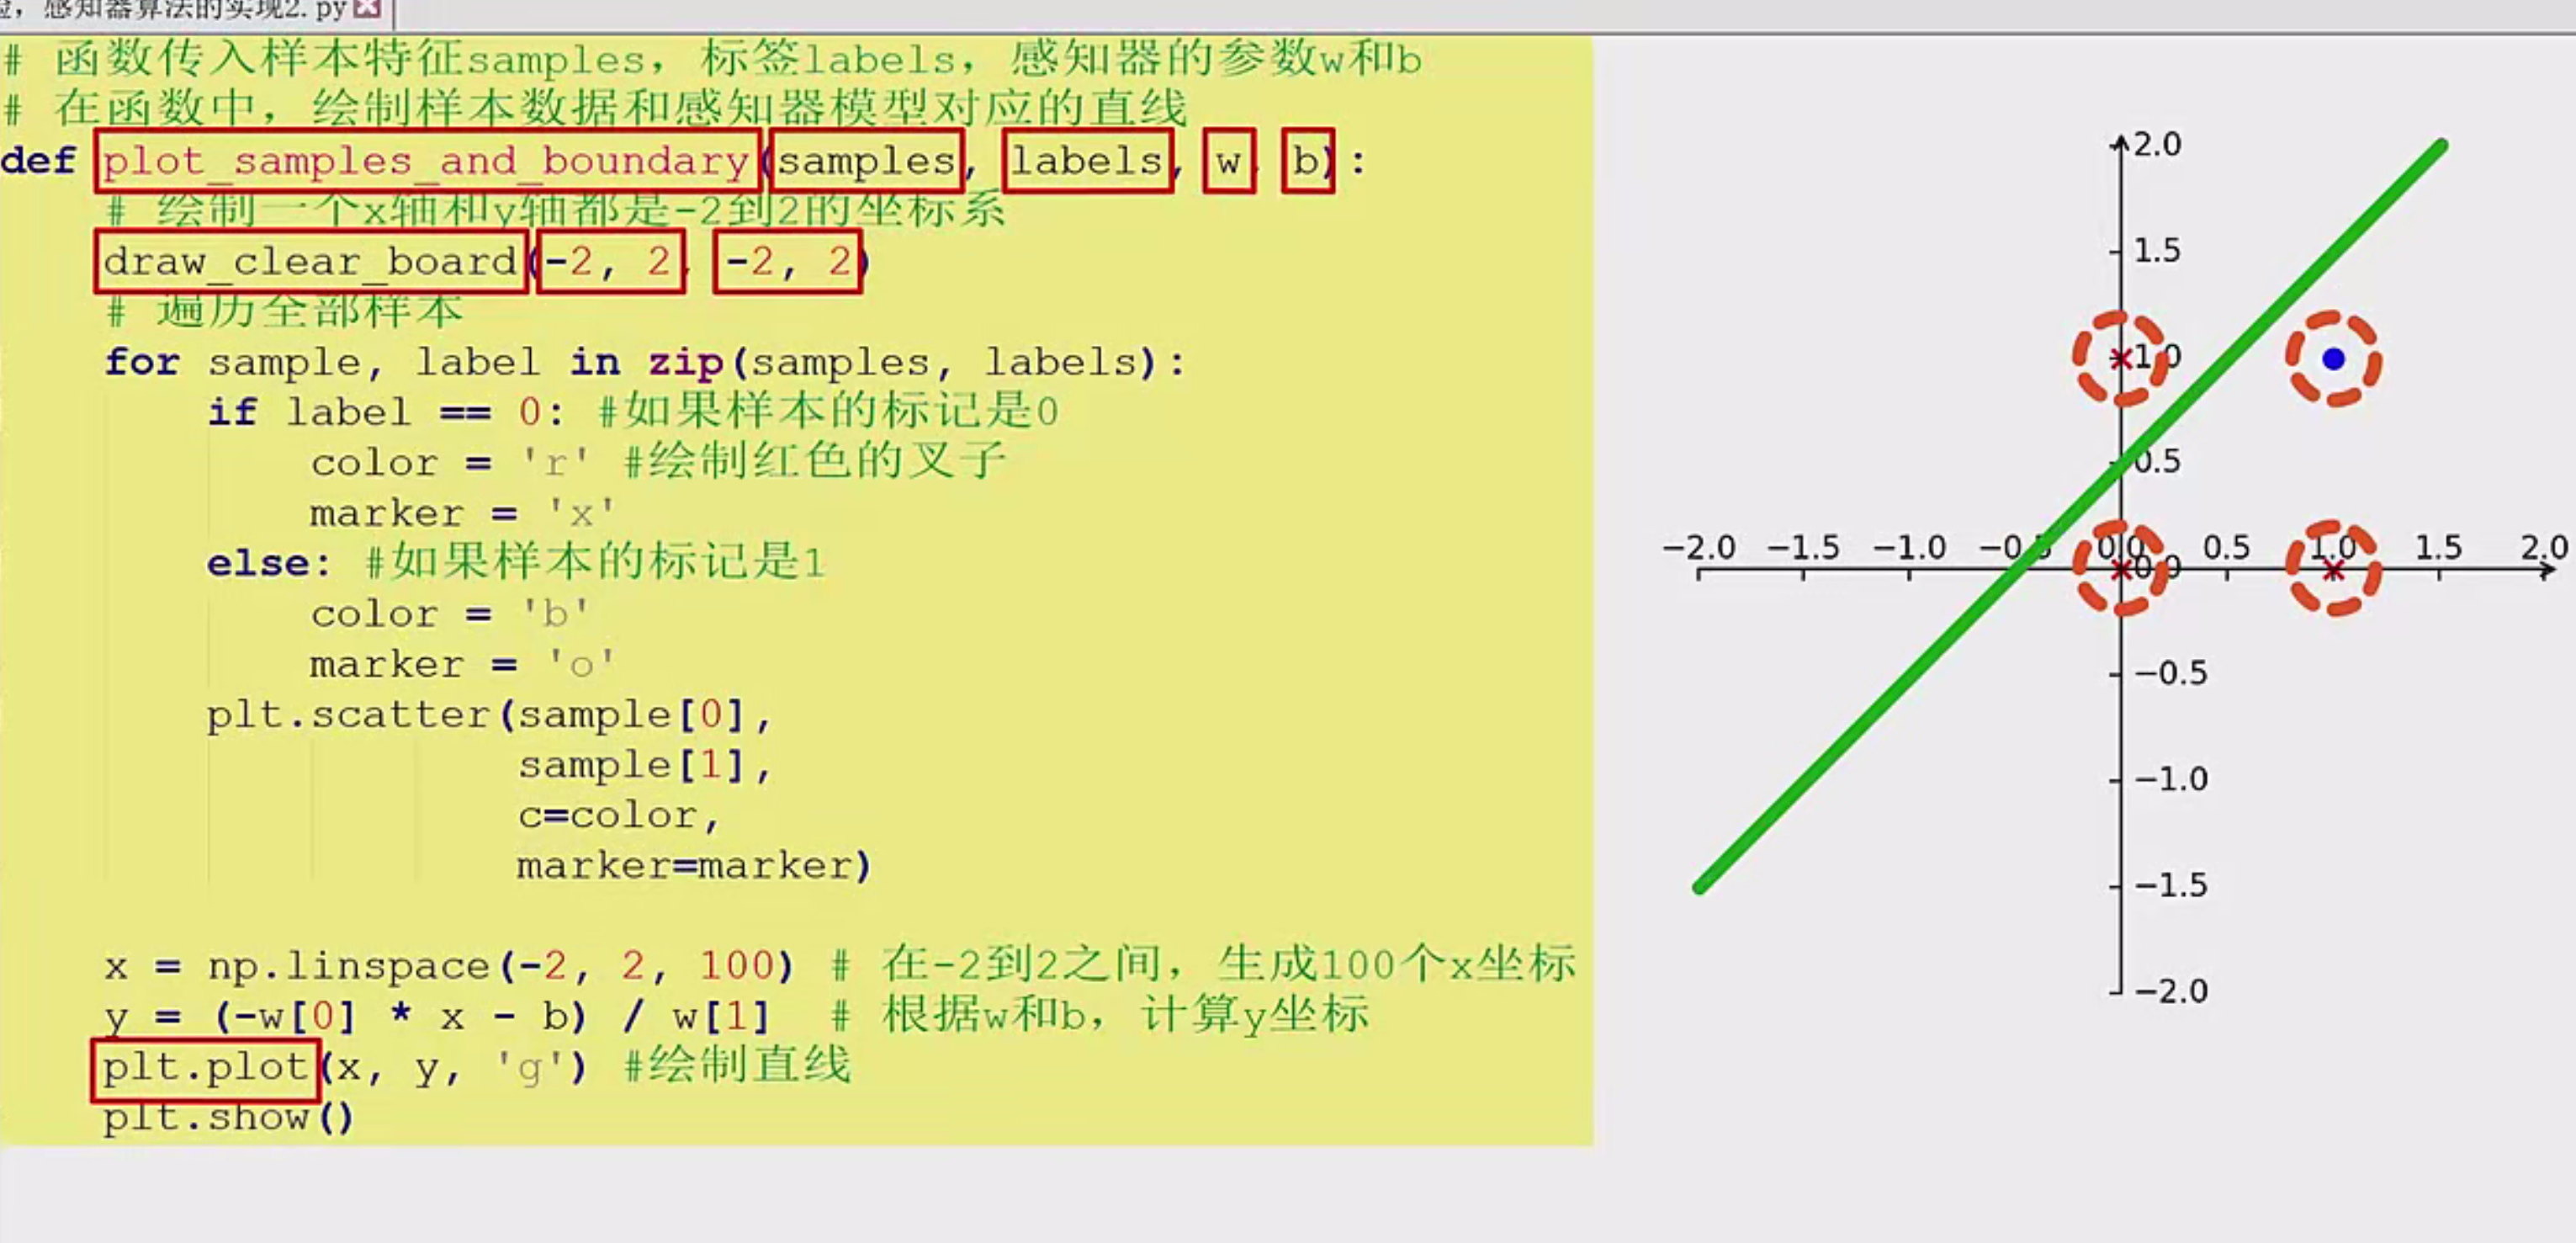 ，感知器算法的实现2.py
# 函数传入样本特征samples，标签labels，感知器的参数w和b
# 在函数中，绘制样本数据和感知器模型对应的直线
def plot_samples_and_boundary(samples, labels, w, b):
# 绘制一个x轴和y轴都是-2到2的坐标系
draw_clear_board(-2, 2, -2, 2)
# 遍历全部样本
for sample, label in zip(samples, labels):
if label == 0: #如果样本的标记是0
color = 'r' #绘制红色的叉子
marker = 'x'
else: #如果样本的标记是1
color = 'b'
marker = 'o'
plt.scatter(sample[0],
sample[1],
c=color,
marker=marker)
x = np.linspace(-2, 2, 100) # 在-2到2之间，生成100个x坐标
y = (-w[0] * x - b) / w[1] # 根据w和b，计算y坐标
plt.plot(x, y, 'g') #绘制直线
plt.show()
2.0
1.5
1.0
0.5
−2.0 −1.5 −1.0 −0.5 0.0 0.5 1.0 1.5 2.0
0.0
−0.5
−1.0
−1.5
−2.0